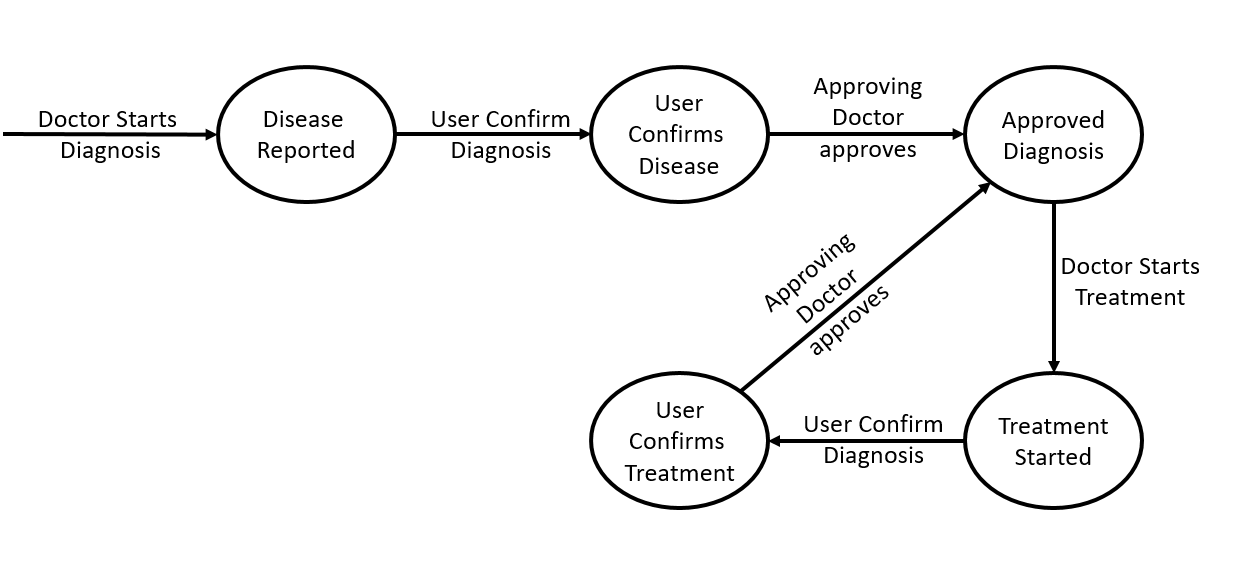 Doctor Starts
Diagnosis
Disease
Reported
User Confirm
Diagnosis
User
Confirms
Disease
Approving
Doctor
approves
Approved
Diagnosis
Doctor Starts
Treatment
Treatment
Started
User Confirm
Diagnosis
User
Confirms
Treatment
Approving
Doctor
approves